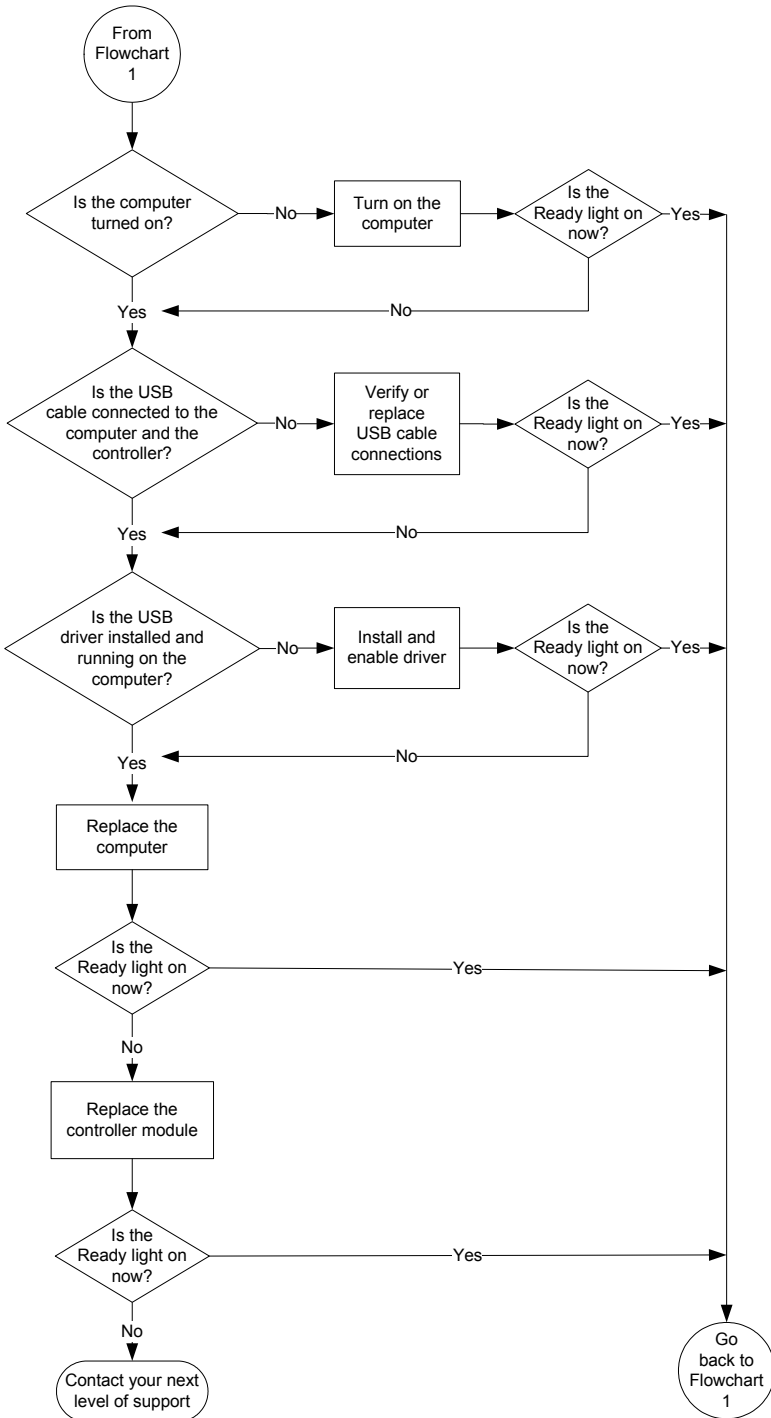 From
Flowchart
1
Is the computer
turned on?
No
Turn on the
computer
Is the
Ready light on
now?
Yes
No
Yes
Is the USB
cable connected to the
computer and the
controller?
No
Verify or
replace
USB cable
connections
Is the
Ready light on
now?
Yes
No
Yes
Is the USB
driver installed and
running on the
computer?
No
Install and
enable driver
Is the
Ready light on
now?
Yes
No
Yes
Replace the
computer
Is the
Ready light on
now?
Yes
No
Replace the
controller module
Is the
Ready light on
now?
Yes
No
Contact your next
level of support
Go
back to
Flowchart
1